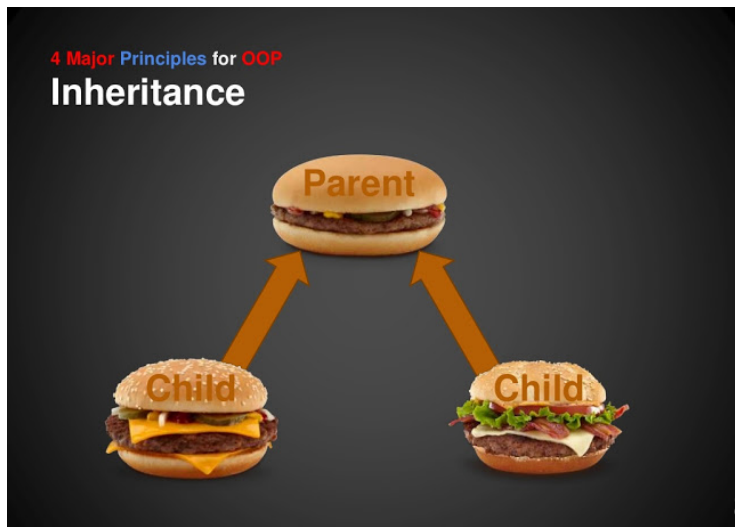 4 Major Principles for OOP
Inheritance
Parent
Child
Child